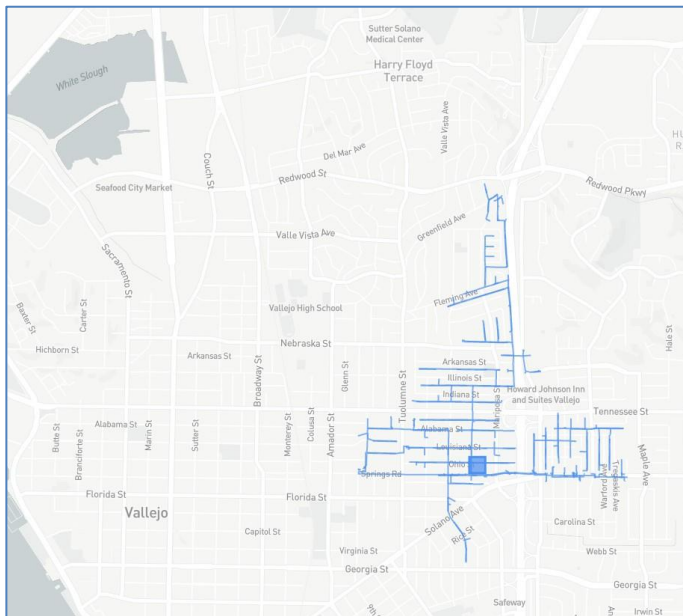 Sutter Solano
Medical Center
Harry Floyd
Terrace
White Slough
Valle Vista Ave
Couch St
Del Mar Ave
Redwood St
Seafood City Market
Redwood Pkwy
Greenfield Ave
Valle Vista Ave
Sacramento St
Fleming Ave
Baxter St
Carter St
Vallejo High School
Nebraska St
Hale St
Hichborn St
Arkansas St
Broadway St
Glenn St
Arkansas St
Illinois St
Indiana St
Howard Johnson Inn
and Suites Vallejo
Mariposa St
Tuolumne St
Tennessee St
Butte St
Branciforte St
Alabama St
Marin St
Sutter St
Monterey St
Colusa St
Amador St
Alabama St
Louisiana St
Ohio
Springs Rd
Maple Ave
Warford Ave
Tregaskis Ave
Florida St
Florida St
Vallejo
Capitol St
Solano Ave
Rice St
Carolina St
Virginia St
Webb St
Georgia St
Georgia St
Safeway
Irwin St